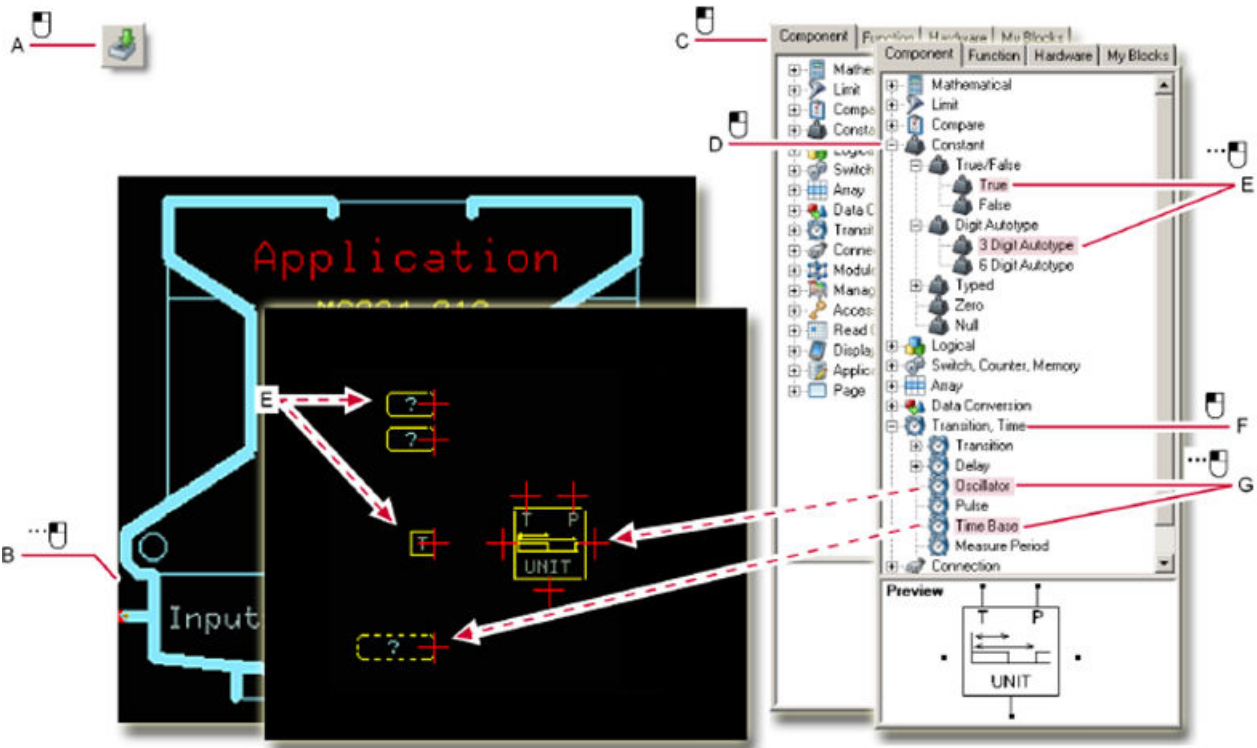 A
B
C
D
E
F
G
Component Function Hardware My Blocks
Limit
Array
Page
Component Function Hardware My Blocks
Mathematical
Limit
Compare
Constant
True/False
True
False
Digit Autotype
3 Digit Autotype
6 Digit Autotype
Typed
Zero
Null
Logical
Switch, Counter, Memory
Array
Data Conversion
Transition, Time
Transition
Delay
Oscillator
Pulse
Time Base
Measure Period
Connection
Preview
T P
UNIT
Application
Input
E
?
?
T
T P
UNIT
?